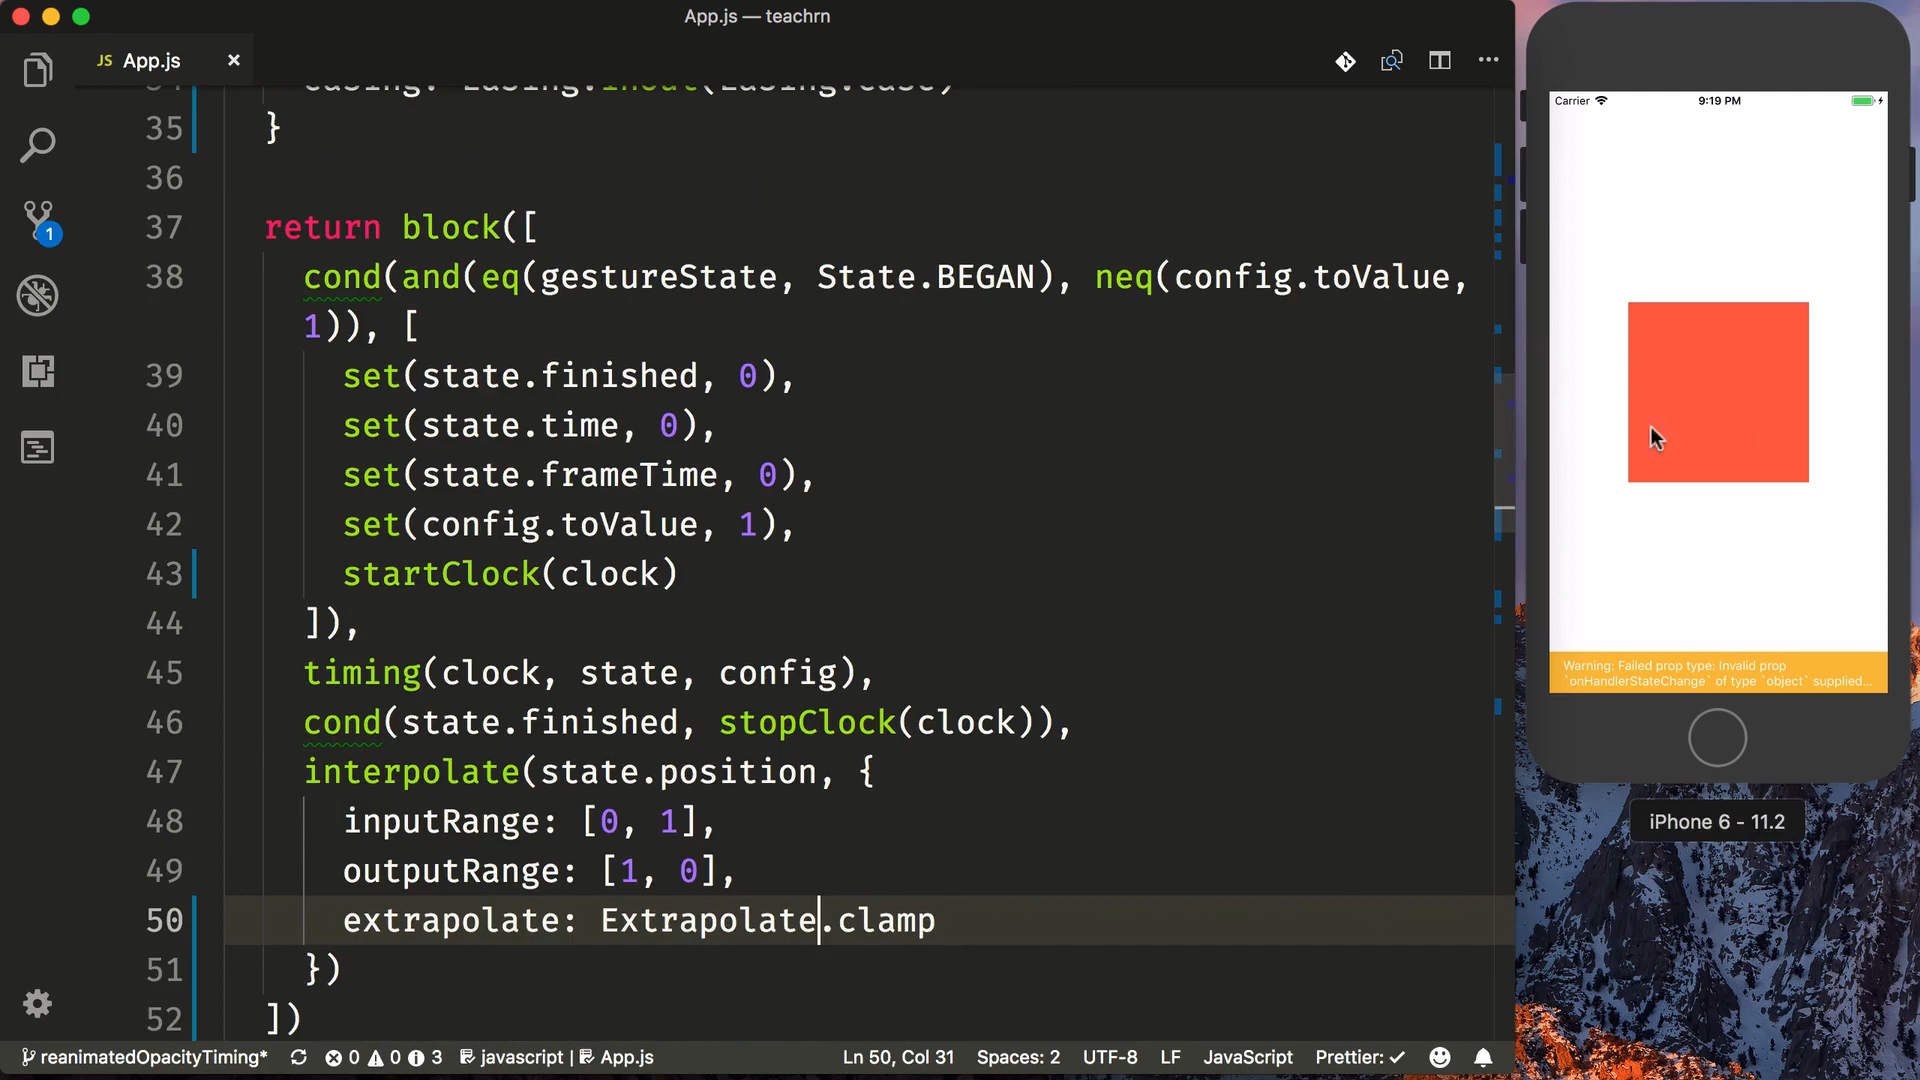 App.js — teachrn
JS App.js ×
35 }
36
37 return block([
38 cond(and(eq(gestureState, State.BEGAN), neq(config.toValue,
1)), [
39 set(state.finished, 0),
40 set(state.time, 0),
41 set(state.frameTime, 0),
42 set(config.toValue, 1),
43 startClock(clock)
44 ]),
45 timing(clock, state, config),
46 cond(state.finished, stopClock(clock)),
47 interpolate(state.position, {
48 inputRange: [0, 1],
49 outputRange: [1, 0],
50 extrapolate: Extrapolate.clamp
51 })
52 ])
1
reanimatedOpacityTiming* 0 0 3 javascript | App.js Ln 50, Col 31 Spaces: 2 UTF-8 LF JavaScript Prettier: ✓
Carrier 9:19 PM
Warning: Failed prop type: Invalid prop
`onHandlerStateChange` of type `object` supplied...
iPhone 6 - 11.2